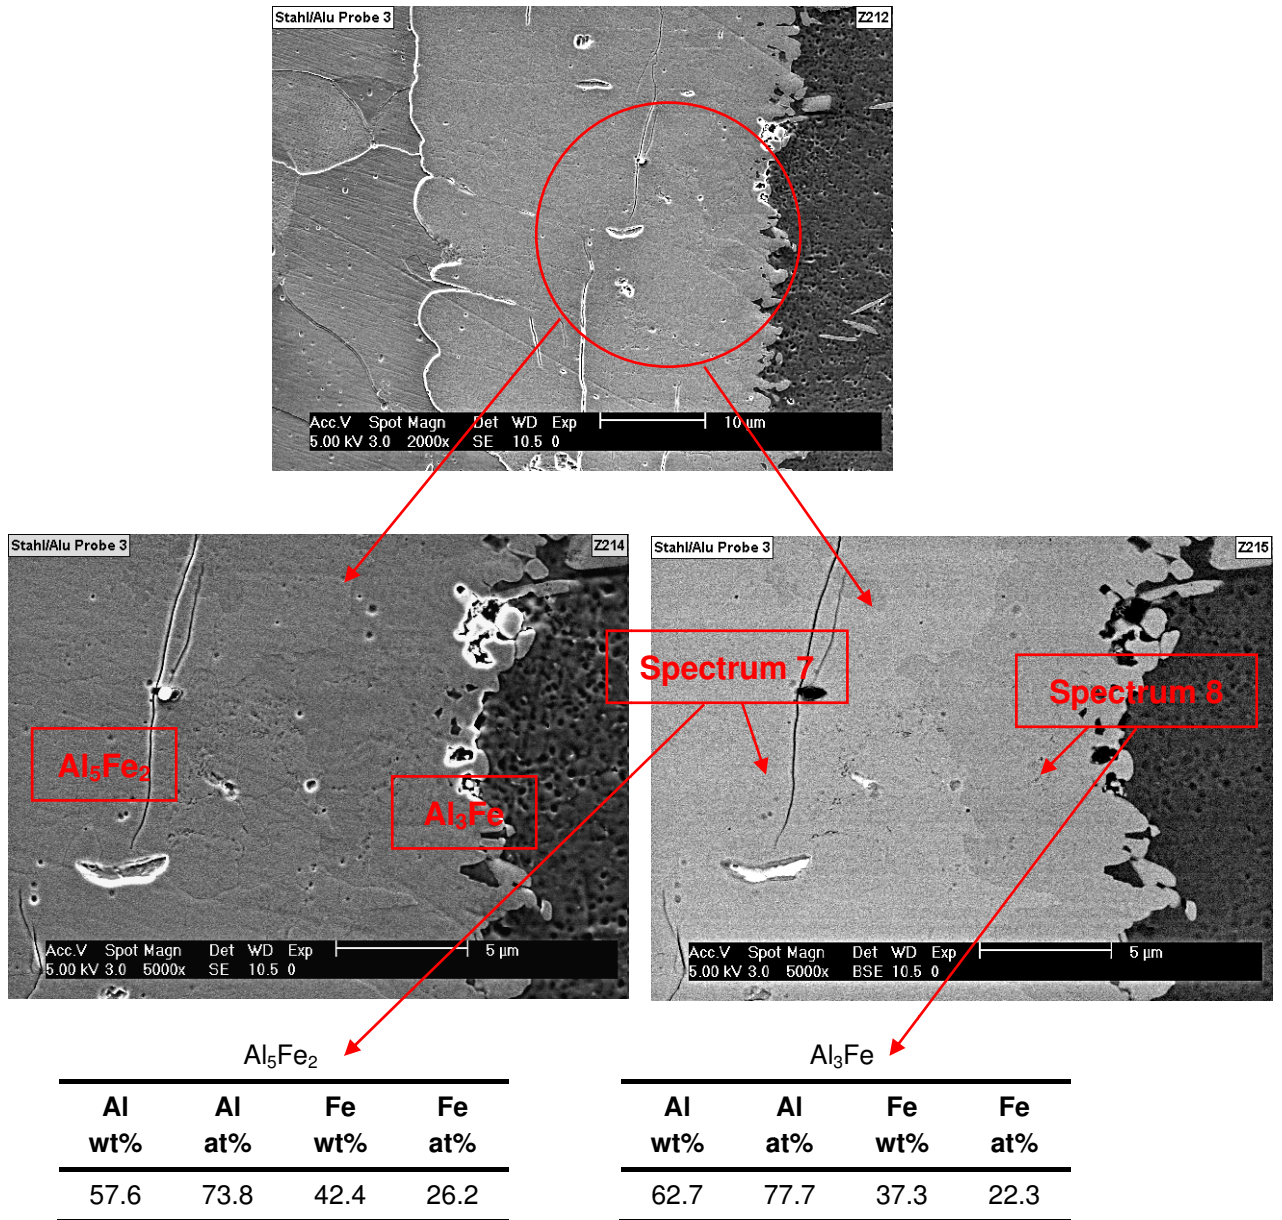 Stahl/Alu Probe 3 Z212
Acc.V Spot Magn Det WD Exp 10 µm
5.00 kV 3.0 2000x SE 10.5 0
Stahl/Alu Probe 3 Z214
Al₅Fe₂
Al₃Fe
Acc.V Spot Magn Det WD Exp 5 µm
5.00 kV 3.0 5000x SE 10.5 0
Stahl/Alu Probe 3 Z215
Spectrum 7
Spectrum 8
Acc.V Spot Magn Det WD Exp 5 µm
5.00 kV 3.0 5000x BSE 10.5 0
Al₅Fe₂
Al Al Fe Fe
wt% at% wt% at%
57.6 73.8 42.4 26.2
Al₃Fe
Al Al Fe Fe
wt% at% wt% at%
62.7 77.7 37.3 22.3